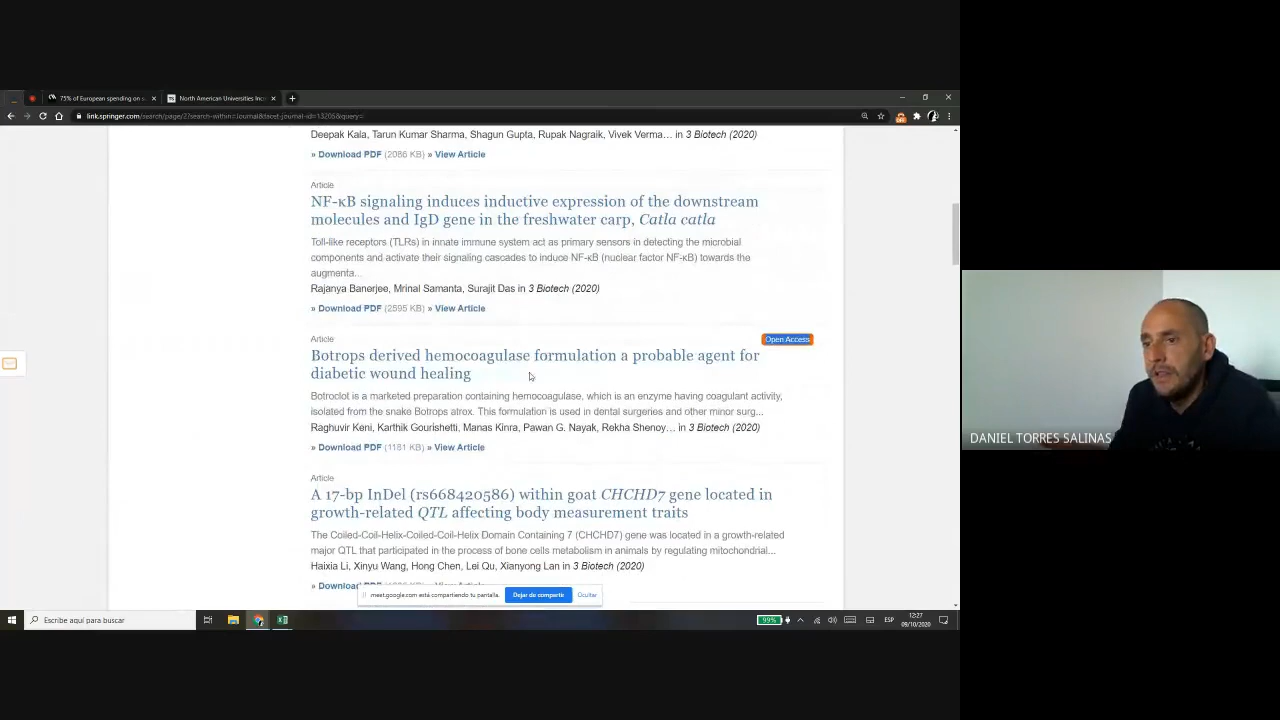 75% of European spending on s
North American Universities Inc
link.springer.com/search/page/2?search-within=Journal&facet-journal-id=13205&query=
Deepak Kala, Tarun Kumar Sharma, Shagun Gupta, Rupak Nagraik, Vivek Verma... in 3 Biotech (2020)
» Download PDF (2086 KB) » View Article
Article
NF-κB signaling induces inductive expression of the downstream
molecules and IgD gene in the freshwater carp, Catla catla
Toll-like receptors (TLRs) in innate immune system act as primary sensors in detecting the microbial
components and activate their signaling cascades to induce NF-κB (nuclear factor NF-κB) towards the
augmenta...
Rajanya Banerjee, Mrinal Samanta, Surajit Das in 3 Biotech (2020)
» Download PDF (2595 KB) » View Article
Article
Open Access
Botrops derived hemocoagulase formulation a probable agent for
diabetic wound healing
Botroclot is a marketed preparation containing hemocoagulase, which is an enzyme having coagulant activity,
isolated from the snake Botrops atrox. This formulation is used in dental surgeries and other minor surg...
Raghuvir Keni, Karthik Gourishetti, Manas Kinra, Pawan G. Nayak, Rekha Shenoy... in 3 Biotech (2020)
» Download PDF (1181 KB) » View Article
Article
A 17-bp InDel (rs668420586) within goat CHCHD7 gene located in
growth-related QTL affecting body measurement traits
The Coiled-Coil-Helix-Coiled-Coil-Helix Domain Containing 7 (CHCHD7) gene was located in a growth-related
major QTL that participated in the process of bone cells metabolism in animals by regulating mitochondrial...
Haixia Li, Xinyu Wang, Hong Chen, Lei Qu, Xianyong Lan in 3 Biotech (2020)
» Download
meet.google.com está compartiendo tu pantalla.
Dejar de compartir
Ocultar
Escribe aquí para buscar
99%
ESP
12:27
09/10/2020
DANIEL TORRES SALINAS